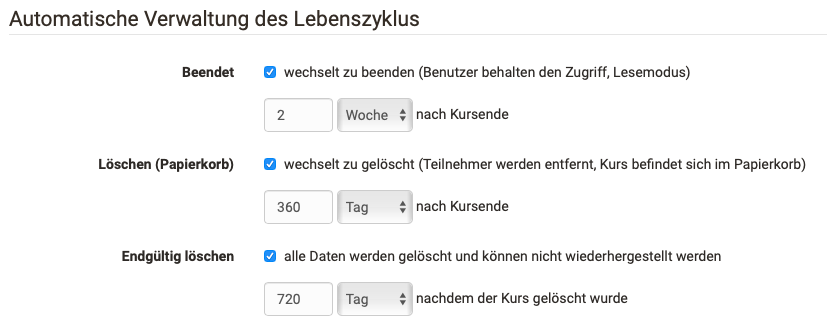 Automatische Verwaltung des Lebenszyklus
Beendet wechselt zu beenden (Benutzer behalten den Zugriff, Lesemodus)
2 Woche nach Kursende
Löschen (Papierkorb) wechselt zu gelöscht (Teilnehmer werden entfernt, Kurs befindet sich im Papierkorb)
360 Tag nach Kursende
Endgültig löschen alle Daten werden gelöscht und können nicht wiederhergestellt werden
720 Tag nachdem der Kurs gelöscht wurde